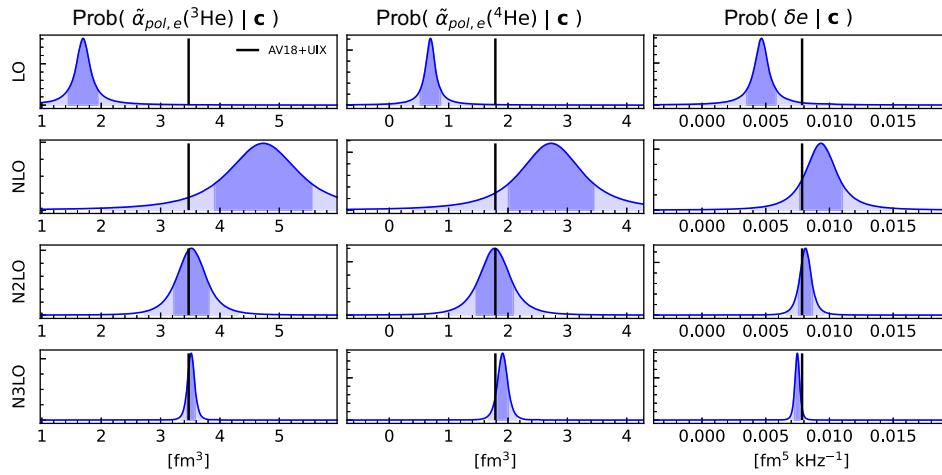 Prob( α̃pol, e(³He) | c) Prob( α̃pol, e(⁴He) | c) Prob( δe | c)
LO
AV18+UIX
1 2 3 4 5 0 1 2 3 4 0.000 0.005 0.010 0.015
NLO
1 2 3 4 5 0 1 2 3 4 0.000 0.005 0.010 0.015
N2LO
1 2 3 4 5 0 1 2 3 4 0.000 0.005 0.010 0.015
N3LO
1 2 3 4 5 0 1 2 3 4 0.000 0.005 0.010 0.015
[fm³] [fm³] [fm⁵ kHz⁻¹]